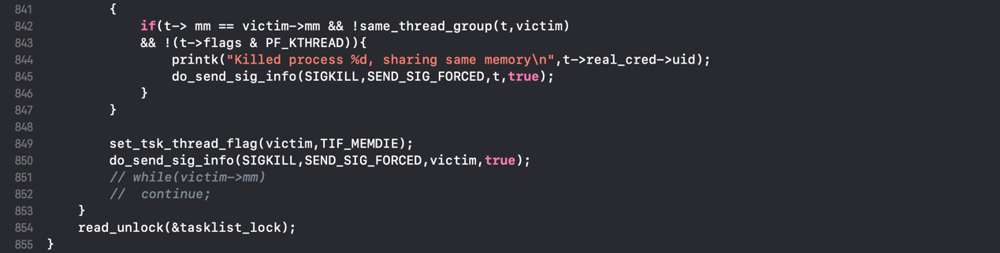 841 {
842 if(t-> mm == victim->mm && !same_thread_group(t,victim)
843 && !(t->flags & PF_KTHREAD)){
844 printk("Killed process %d, sharing same memory\n",t->real_cred->uid);
845 do_send_sig_info(SIGKILL,SEND_SIG_FORCED,t,true);
846 }
847 }
848
849 set_tsk_thread_flag(victim,TIF_MEMDIE);
850 do_send_sig_info(SIGKILL,SEND_SIG_FORCED,victim,true);
851 // while(victim->mm)
852 //  continue;
853 }
854 read_unlock(&tasklist_lock);
855 }